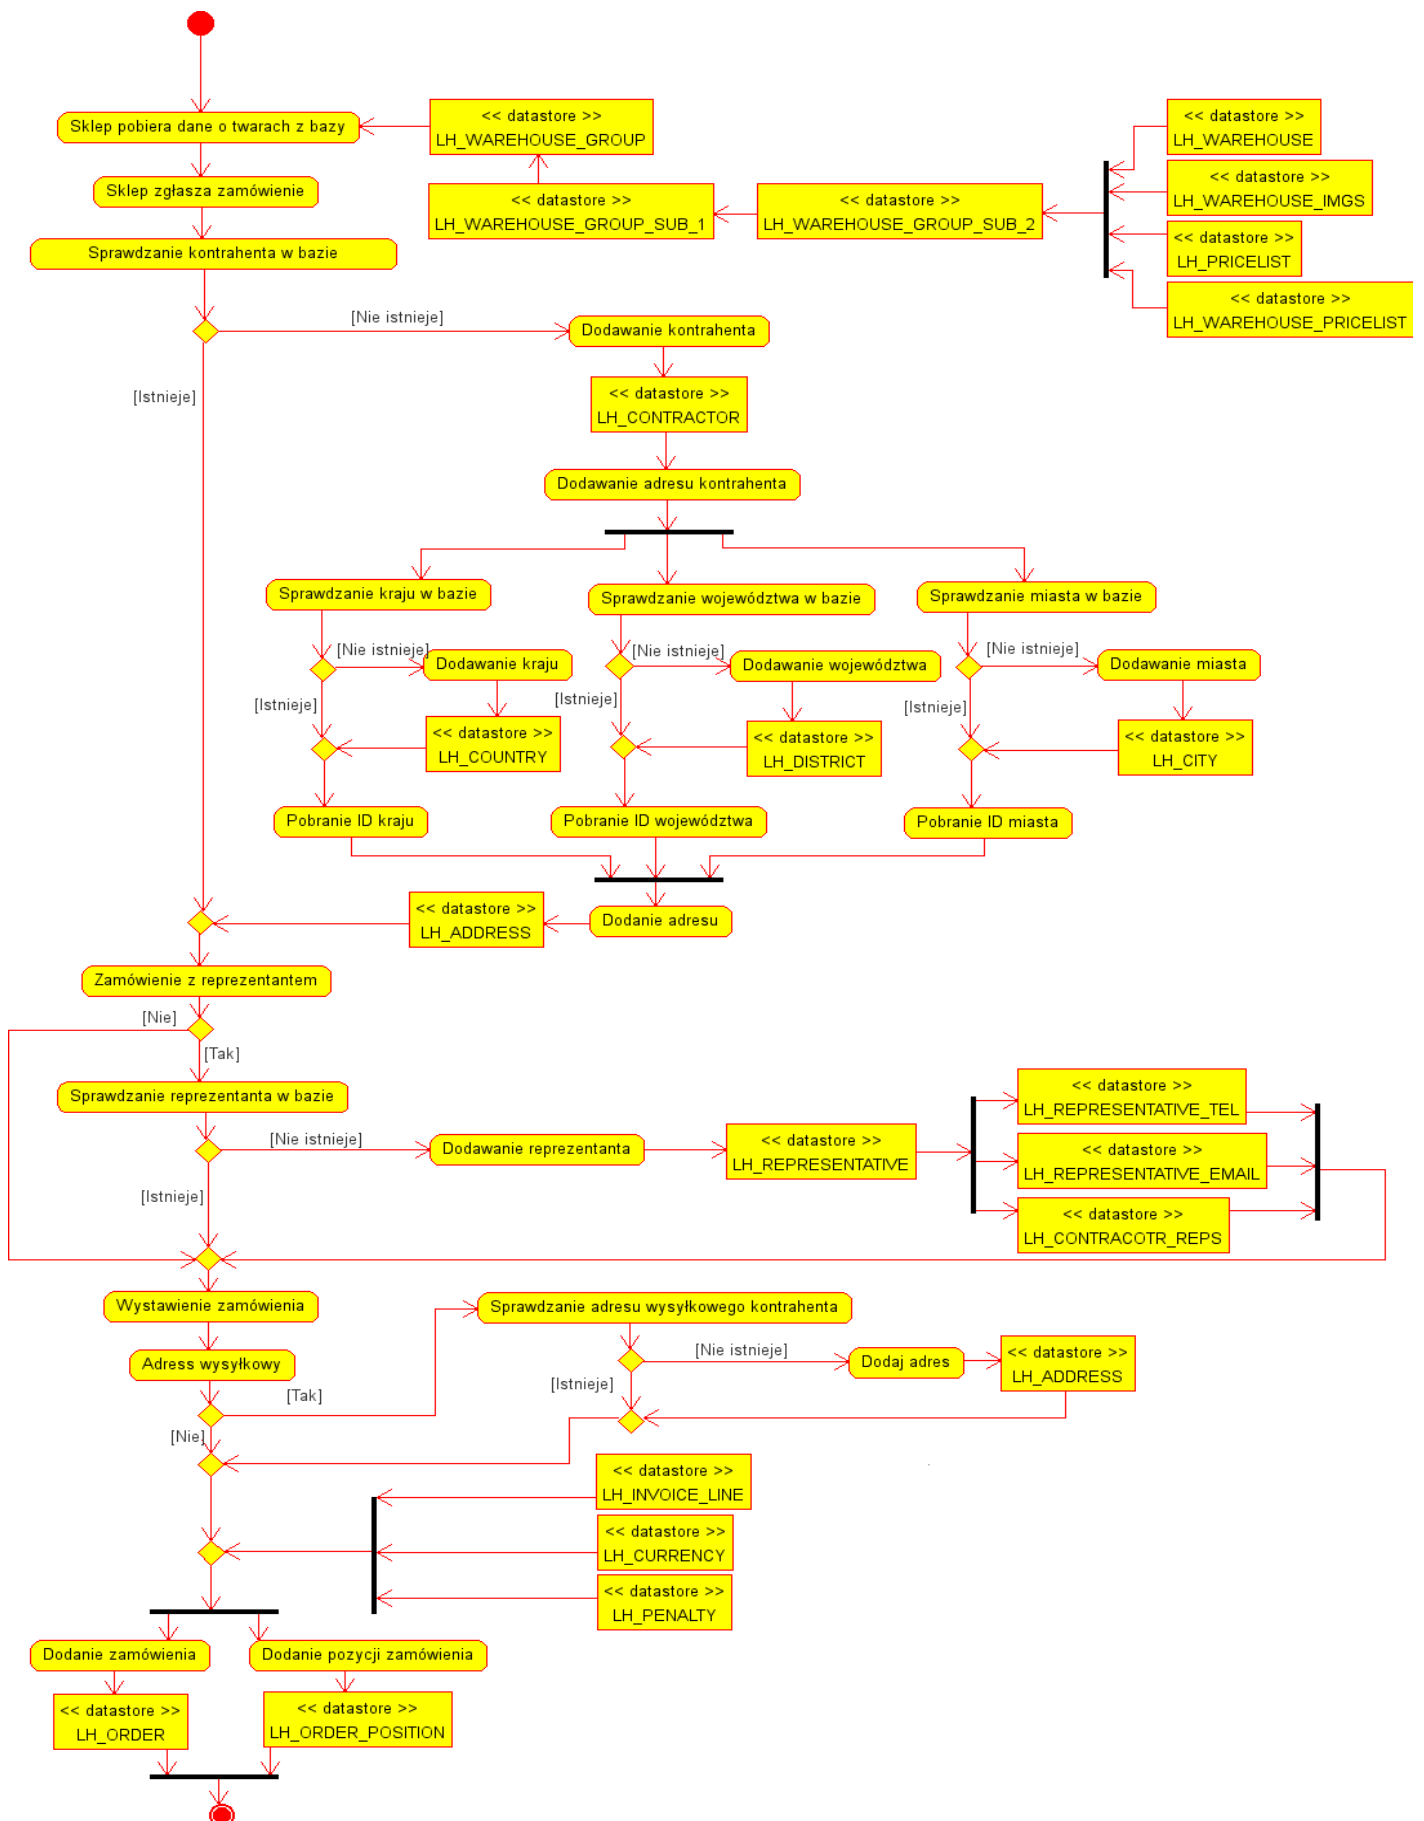 << datastore >>
LH_WAREHOUSE_GROUP
<< datastore >>
LH_WAREHOUSE
Sklep pobiera dane o twarach z bazy
Sklep zgłasza zamówienie
<< datastore >>
LH_WAREHOUSE_GROUP_SUB_1
<< datastore >>
LH_WAREHOUSE_GROUP_SUB_2
<< datastore >>
LH_WAREHOUSE_IMGS
Sprawdzanie kontrahenta w bazie
<< datastore >>
LH_PRICELIST
<< datastore >>
LH_WAREHOUSE_PRICELIST
[Nie istnieje]
Dodawanie kontrahenta
[Istnieje]
<< datastore >>
LH_CONTRACTOR
Dodawanie adresu kontrahenta
Sprawdzanie kraju w bazie
Sprawdzanie województwa w bazie
Sprawdzanie miasta w bazie
[Nie istnieje]
Dodawanie kraju
[Nie istnieje]
Dodawanie województwa
[Nie istnieje]
Dodawanie miasta
[Istnieje]
[Istnieje]
[Istnieje]
<< datastore >>
LH_COUNTRY
<< datastore >>
LH_DISTRICT
<< datastore >>
LH_CITY
Pobranie ID kraju
Pobranie ID województwa
Pobranie ID miasta
<< datastore >>
LH_ADDRESS
Dodanie adresu
Zamówienie z reprezentantem
[Nie]
[Tak]
Sprawdzanie reprezentanta w bazie
<< datastore >>
LH_REPRESENTATIVE_TEL
[Nie istnieje]
Dodawanie reprezentanta
<< datastore >>
LH_REPRESENTATIVE
<< datastore >>
LH_REPRESENTATIVE_EMAIL
[Istnieje]
<< datastore >>
LH_CONTRACOTR_REPS
Wystawienie zamówienia
Sprawdzanie adresu wysyłkowego kontrahenta
Adress wysyłkowy
[Nie istnieje]
Dodaj adres
<< datastore >>
LH_ADDRESS
[Tak]
[Istnieje]
[Nie]
<< datastore >>
LH_INVOICE_LINE
<< datastore >>
LH_CURRENCY
<< datastore >>
LH_PENALTY
Dodanie zamówienia
Dodanie pozycji zamówienia
<< datastore >>
LH_ORDER
<< datastore >>
LH_ORDER_POSITION